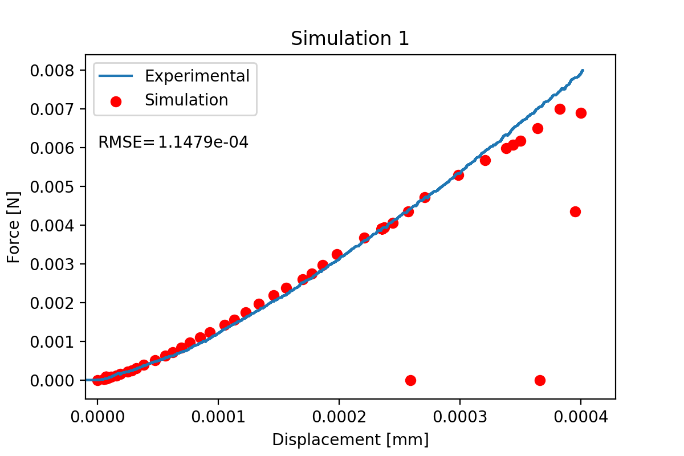 Simulation 1
Experimental
Simulation
RMSE=1.1479e-04
0.008
0.007
0.006
0.005
0.004
0.003
0.002
0.001
0.000
Force [N]
0.0000 0.0001 0.0002 0.0003 0.0004
Displacement [mm]